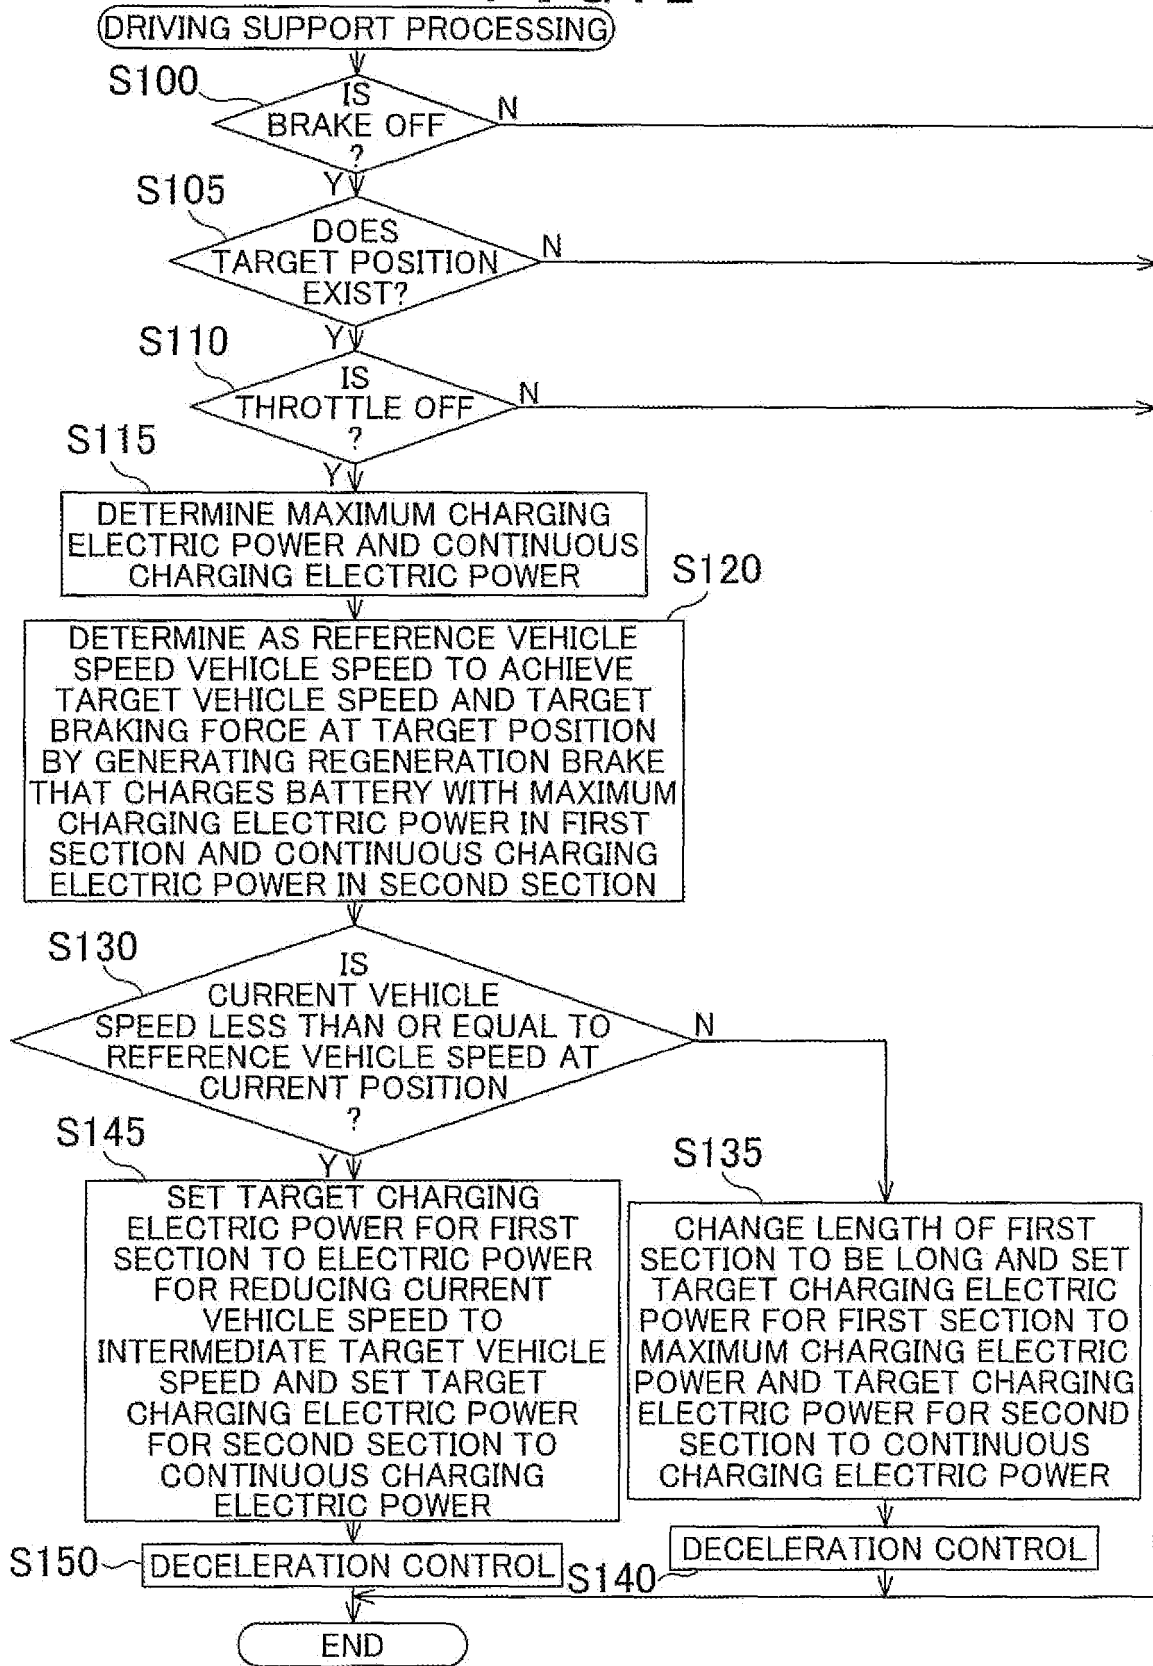 DRIVING SUPPORT PROCESSING
S100
IS
BRAKE OFF
?
N
Y
S105
DOES
TARGET POSITION
EXIST?
N
Y
S110
IS
THROTTLE OFF
?
N
Y
S115
DETERMINE MAXIMUM CHARGING
ELECTRIC POWER AND CONTINUOUS
CHARGING ELECTRIC POWER
S120
DETERMINE AS REFERENCE VEHICLE
SPEED VEHICLE SPEED TO ACHIEVE
TARGET VEHICLE SPEED AND TARGET
BRAKING FORCE AT TARGET POSITION
BY GENERATING REGENERATION BRAKE
THAT CHARGES BATTERY WITH MAXIMUM
CHARGING ELECTRIC POWER IN FIRST
SECTION AND CONTINUOUS CHARGING
ELECTRIC POWER IN SECOND SECTION
S130
IS
CURRENT VEHICLE
SPEED LESS THAN OR EQUAL TO
REFERENCE VEHICLE SPEED AT
CURRENT POSITION
?
N
Y
S145
SET TARGET CHARGING
ELECTRIC POWER FOR FIRST
SECTION TO ELECTRIC POWER
FOR REDUCING CURRENT
VEHICLE SPEED TO
INTERMEDIATE TARGET VEHICLE
SPEED AND SET TARGET
CHARGING ELECTRIC POWER
FOR SECOND SECTION TO
CONTINUOUS CHARGING
ELECTRIC POWER
S135
CHANGE LENGTH OF FIRST
SECTION TO BE LONG AND SET
TARGET CHARGING ELECTRIC
POWER FOR FIRST SECTION TO
MAXIMUM CHARGING ELECTRIC
POWER AND TARGET CHARGING
ELECTRIC POWER FOR SECOND
SECTION TO CONTINUOUS
CHARGING ELECTRIC POWER
S150
DECELERATION CONTROL
S140
DECELERATION CONTROL
END